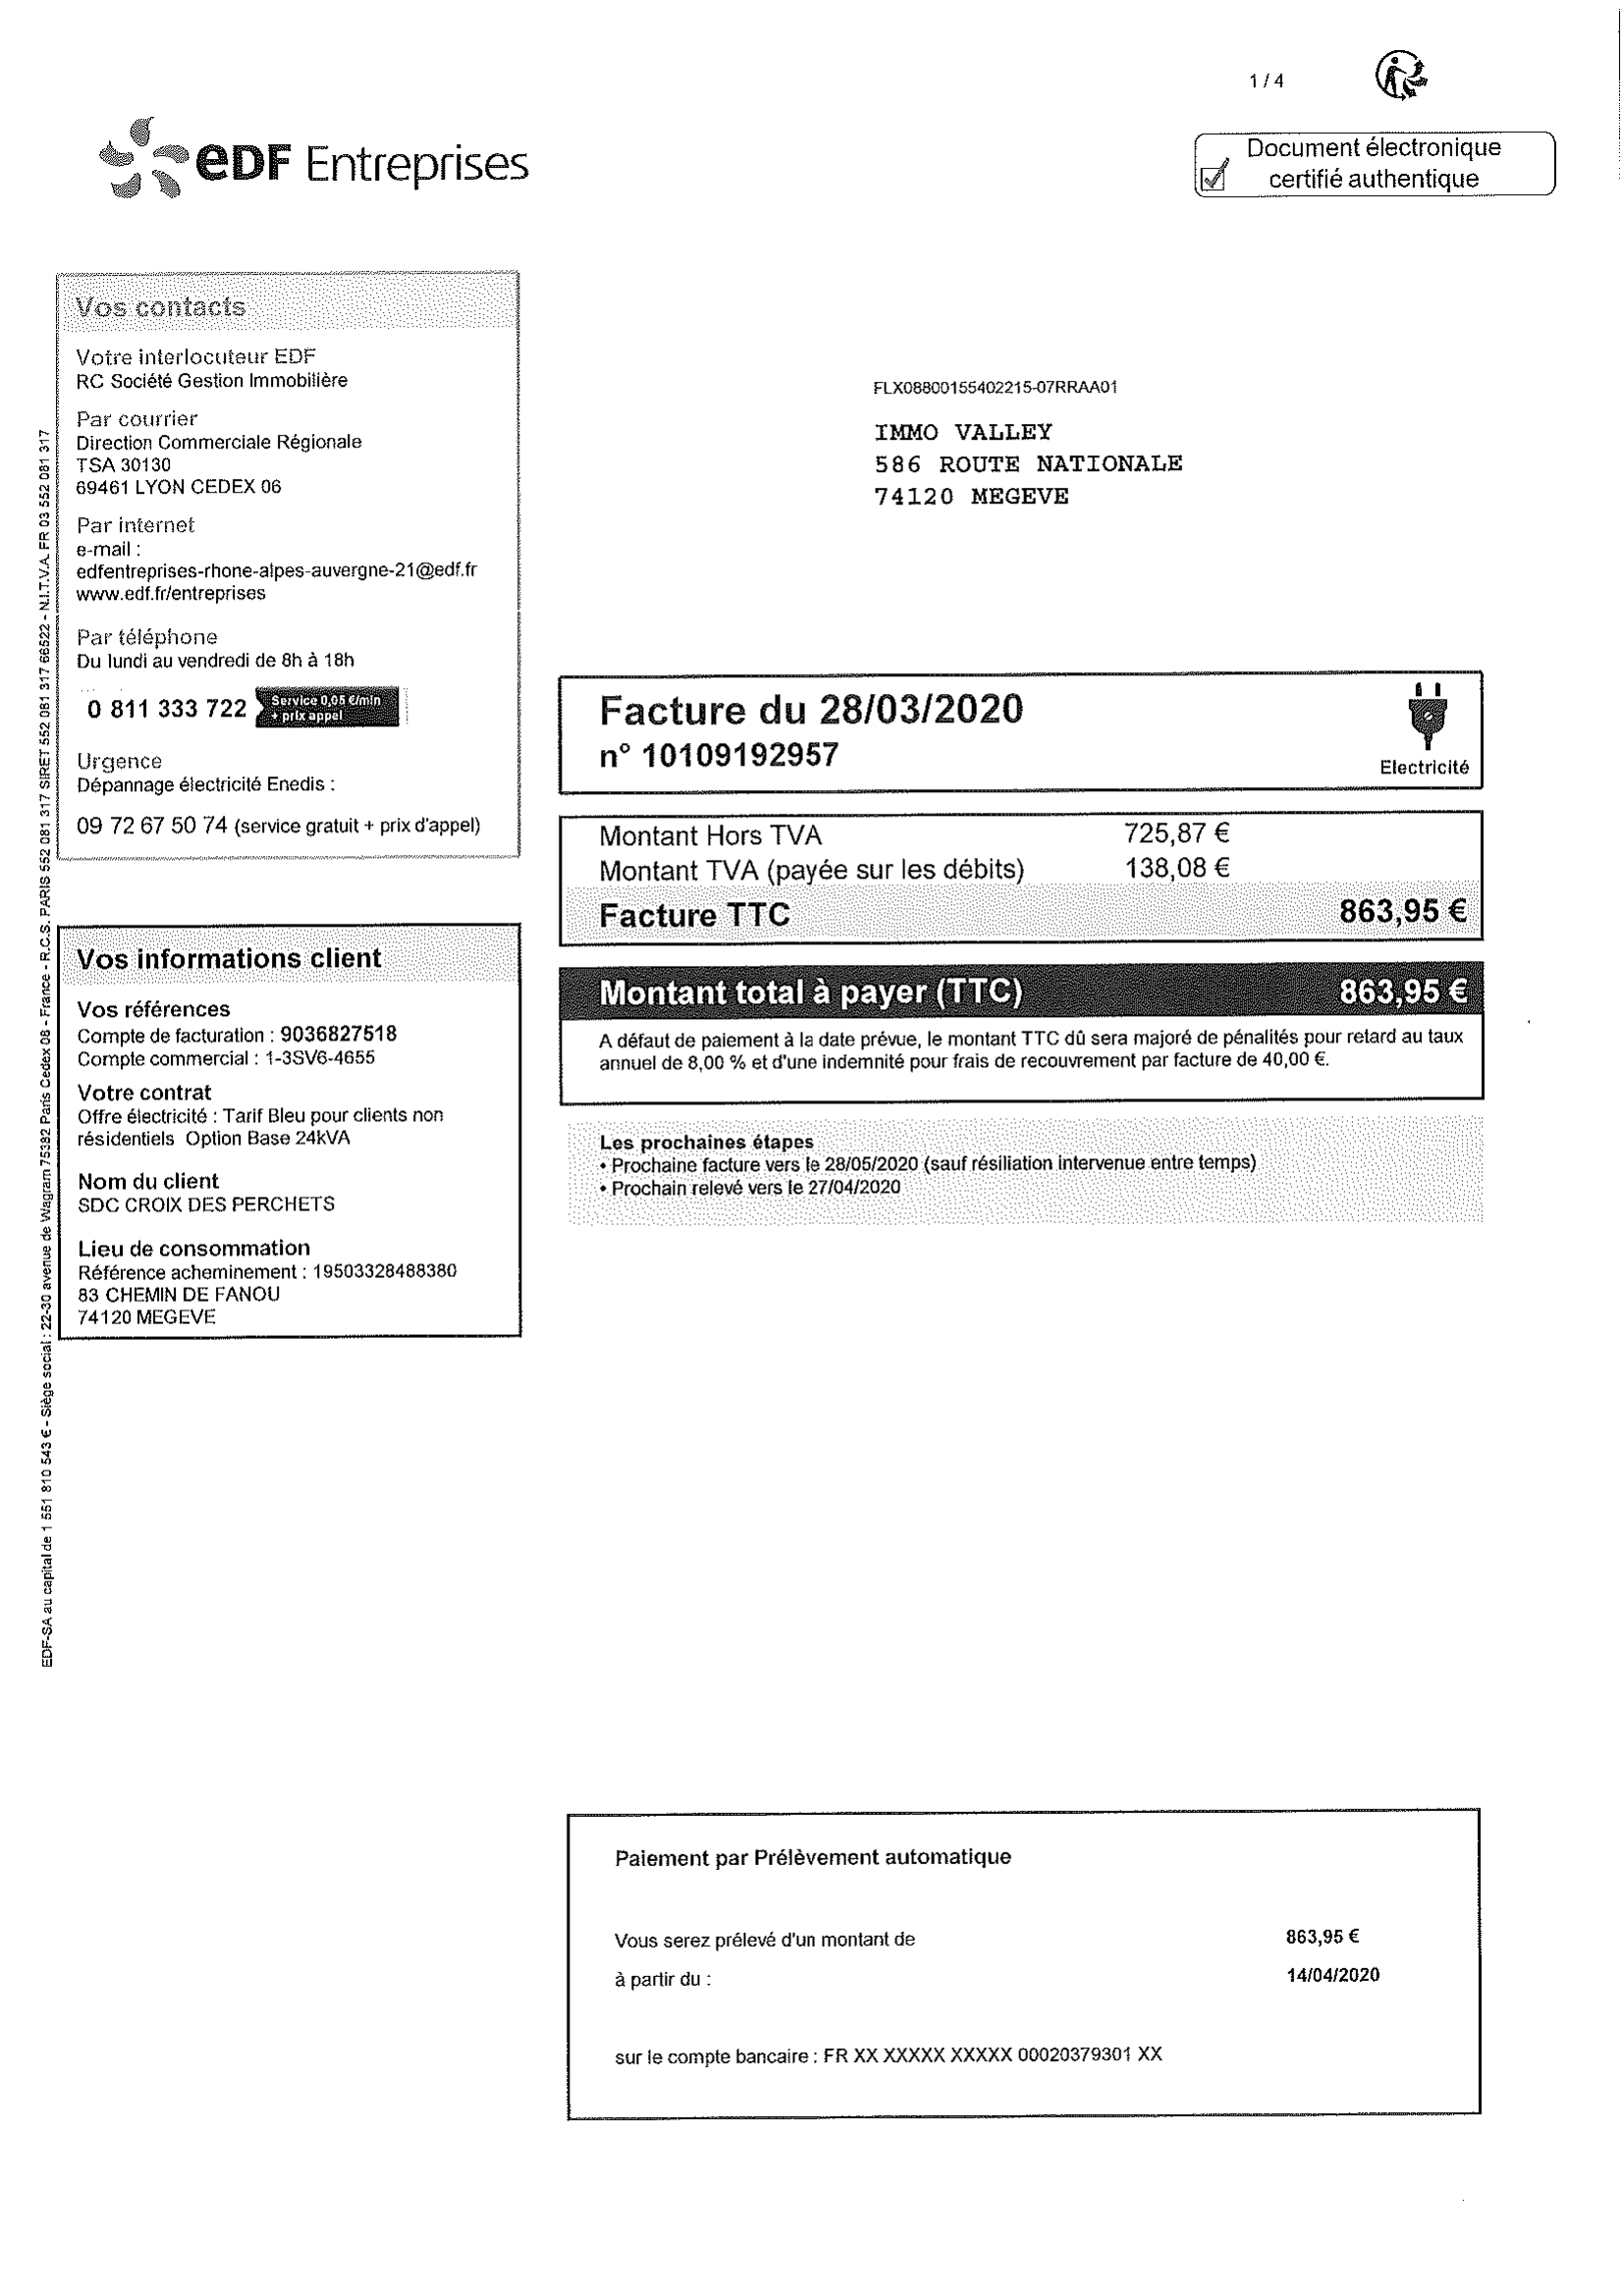 1 / 4
eDF Entreprises
Document électronique
certifié authentique
Vos contacts
Votre interlocuteur EDF
RC Société Gestion Immobilière
Par courrier
Direction Commerciale Régionale
TSA 30130
69461 LYON CEDEX 06
Par internet
e-mail :
edfentreprises-rhone-alpes-auvergne-21@edf.fr
www.edf.fr/entreprises
Par téléphone
Du lundi au vendredi de 8h à 18h
0 811 333 722 Service 0,05 €/min
+ prix appel
Urgence
Dépannage électricité Enedis :
09 72 67 50 74 (service gratuit + prix d'appel)
FLX08800155402215-07RRAA01
IMMO VALLEY
586 ROUTE NATIONALE
74120 MEGEVE
Facture du 28/03/2020
n° 10109192957
Electricité
Montant Hors TVA 725,87 €
Montant TVA (payée sur les débits) 138,08 €
Facture TTC 863,95 €
Montant total à payer (TTC) 863,95 €
A défaut de paiement à la date prévue, le montant TTC dû sera majoré de pénalités pour retard au taux
annuel de 8,00 % et d'une indemnité pour frais de recouvrement par facture de 40,00 €.
Les prochaines étapes
• Prochaine facture vers le 28/05/2020 (sauf résiliation intervenue entre temps)
• Prochain relevé vers le 27/04/2020
Vos informations client
Vos références
Compte de facturation : 9036827518
Compte commercial : 1-3SV6-4655
Votre contrat
Offre électricité : Tarif Bleu pour clients non
résidentiels Option Base 24kVA
Nom du client
SDC CROIX DES PERCHETS
Lieu de consommation
Référence acheminement : 19503328488380
83 CHEMIN DE FANOU
74120 MEGEVE
EDF-SA au capital de 1 551 810 543 € - Siège social : 22-30 avenue de Wagram 75382 Paris Cedex 08 - France - R.C.S. PARIS 552 081 317 SIRET 552 081 317 66522 - N.I.T.V.A. FR 03 552 081 317
Paiement par Prélèvement automatique
Vous serez prélevé d'un montant de 863,95 €
à partir du : 14/04/2020
sur le compte bancaire : FR XX XXXXX XXXXX 00020379301 XX